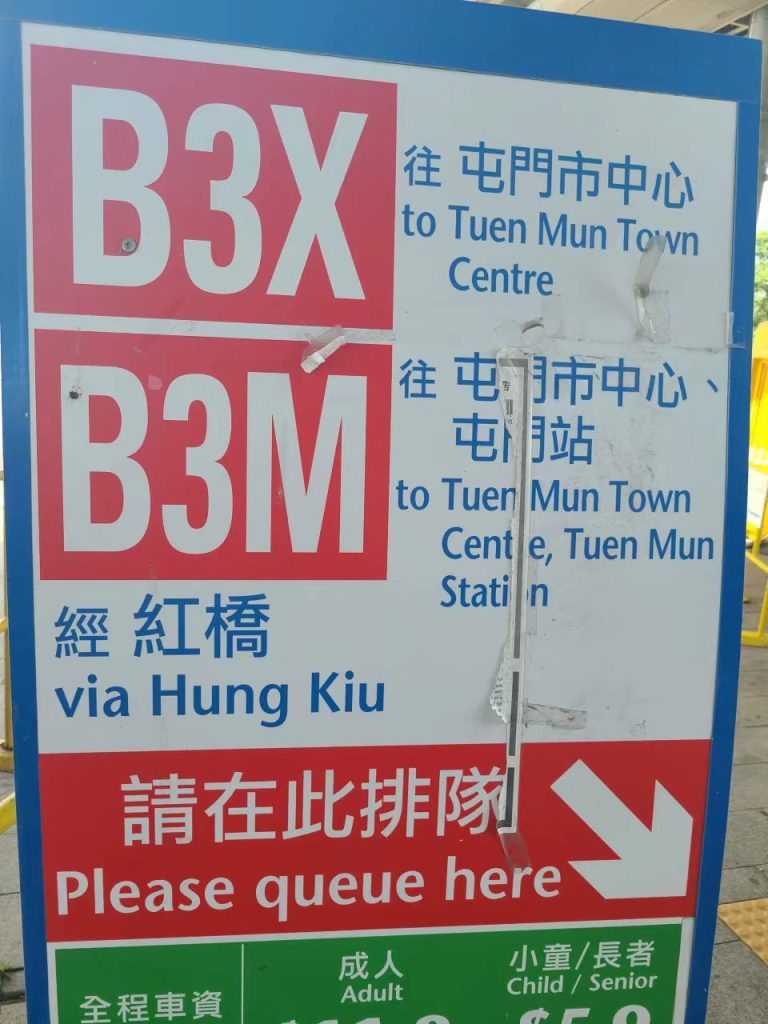 B3X
往 屯門市中心
to Tuen Mun Town
Centre
B3M
往 屯門市中心、
屯門站
to Tuen Mun Town
Centre, Tuen Mun
Station
經 紅橋
via Hung Kiu
請在此排隊
Please queue here
成人
Adult
小童/長者
Child / Senior
全程車資